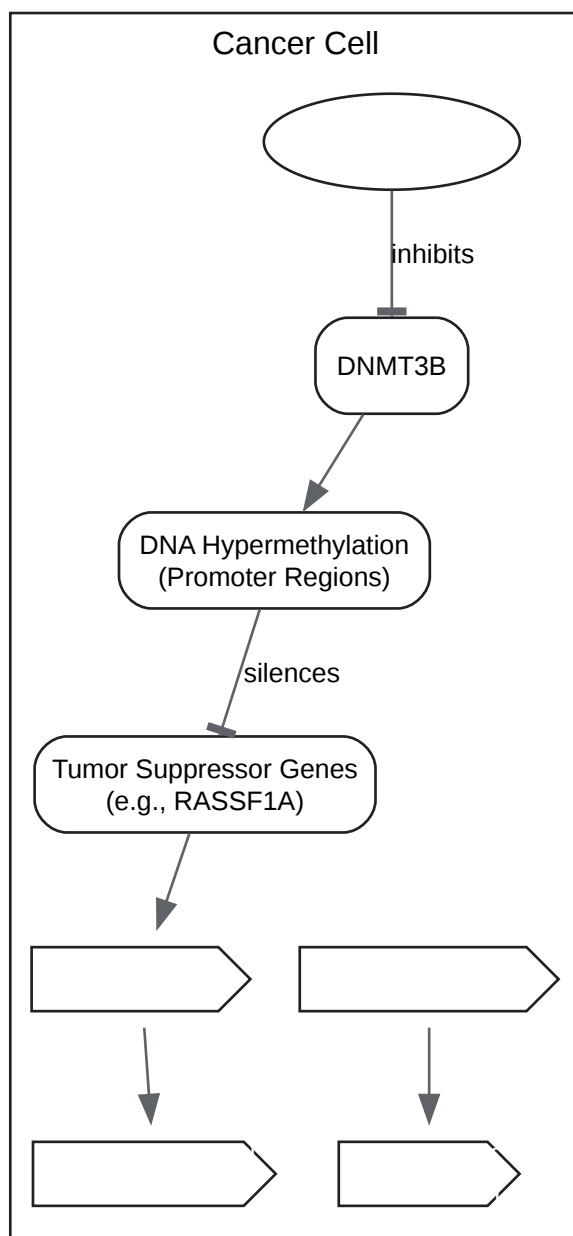 Cancer Cell
inhibits
DNMT3B
DNA Hypermethylation
(Promoter Regions)
silences
Tumor Suppressor Genes
(e.g., RASSF1A)